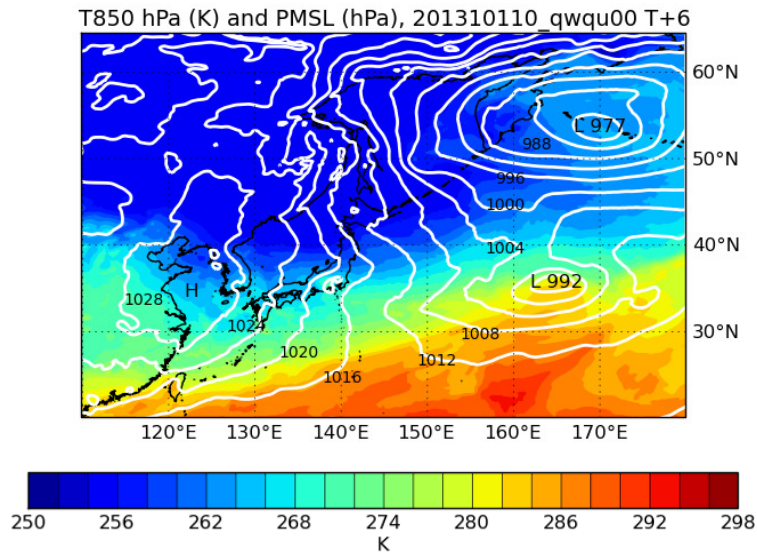 T850 hPa (K) and PMSL (hPa), 201310110_qwqu00 T+6
60°N
L 977
988
50°N
996
1000
1004
40°N
L 992
H
1028
1024
1008
30°N
1020
1012
1016
120°E 130°E 140°E 150°E 160°E 170°E
250 256 262 268 274 280 286 292 298
K